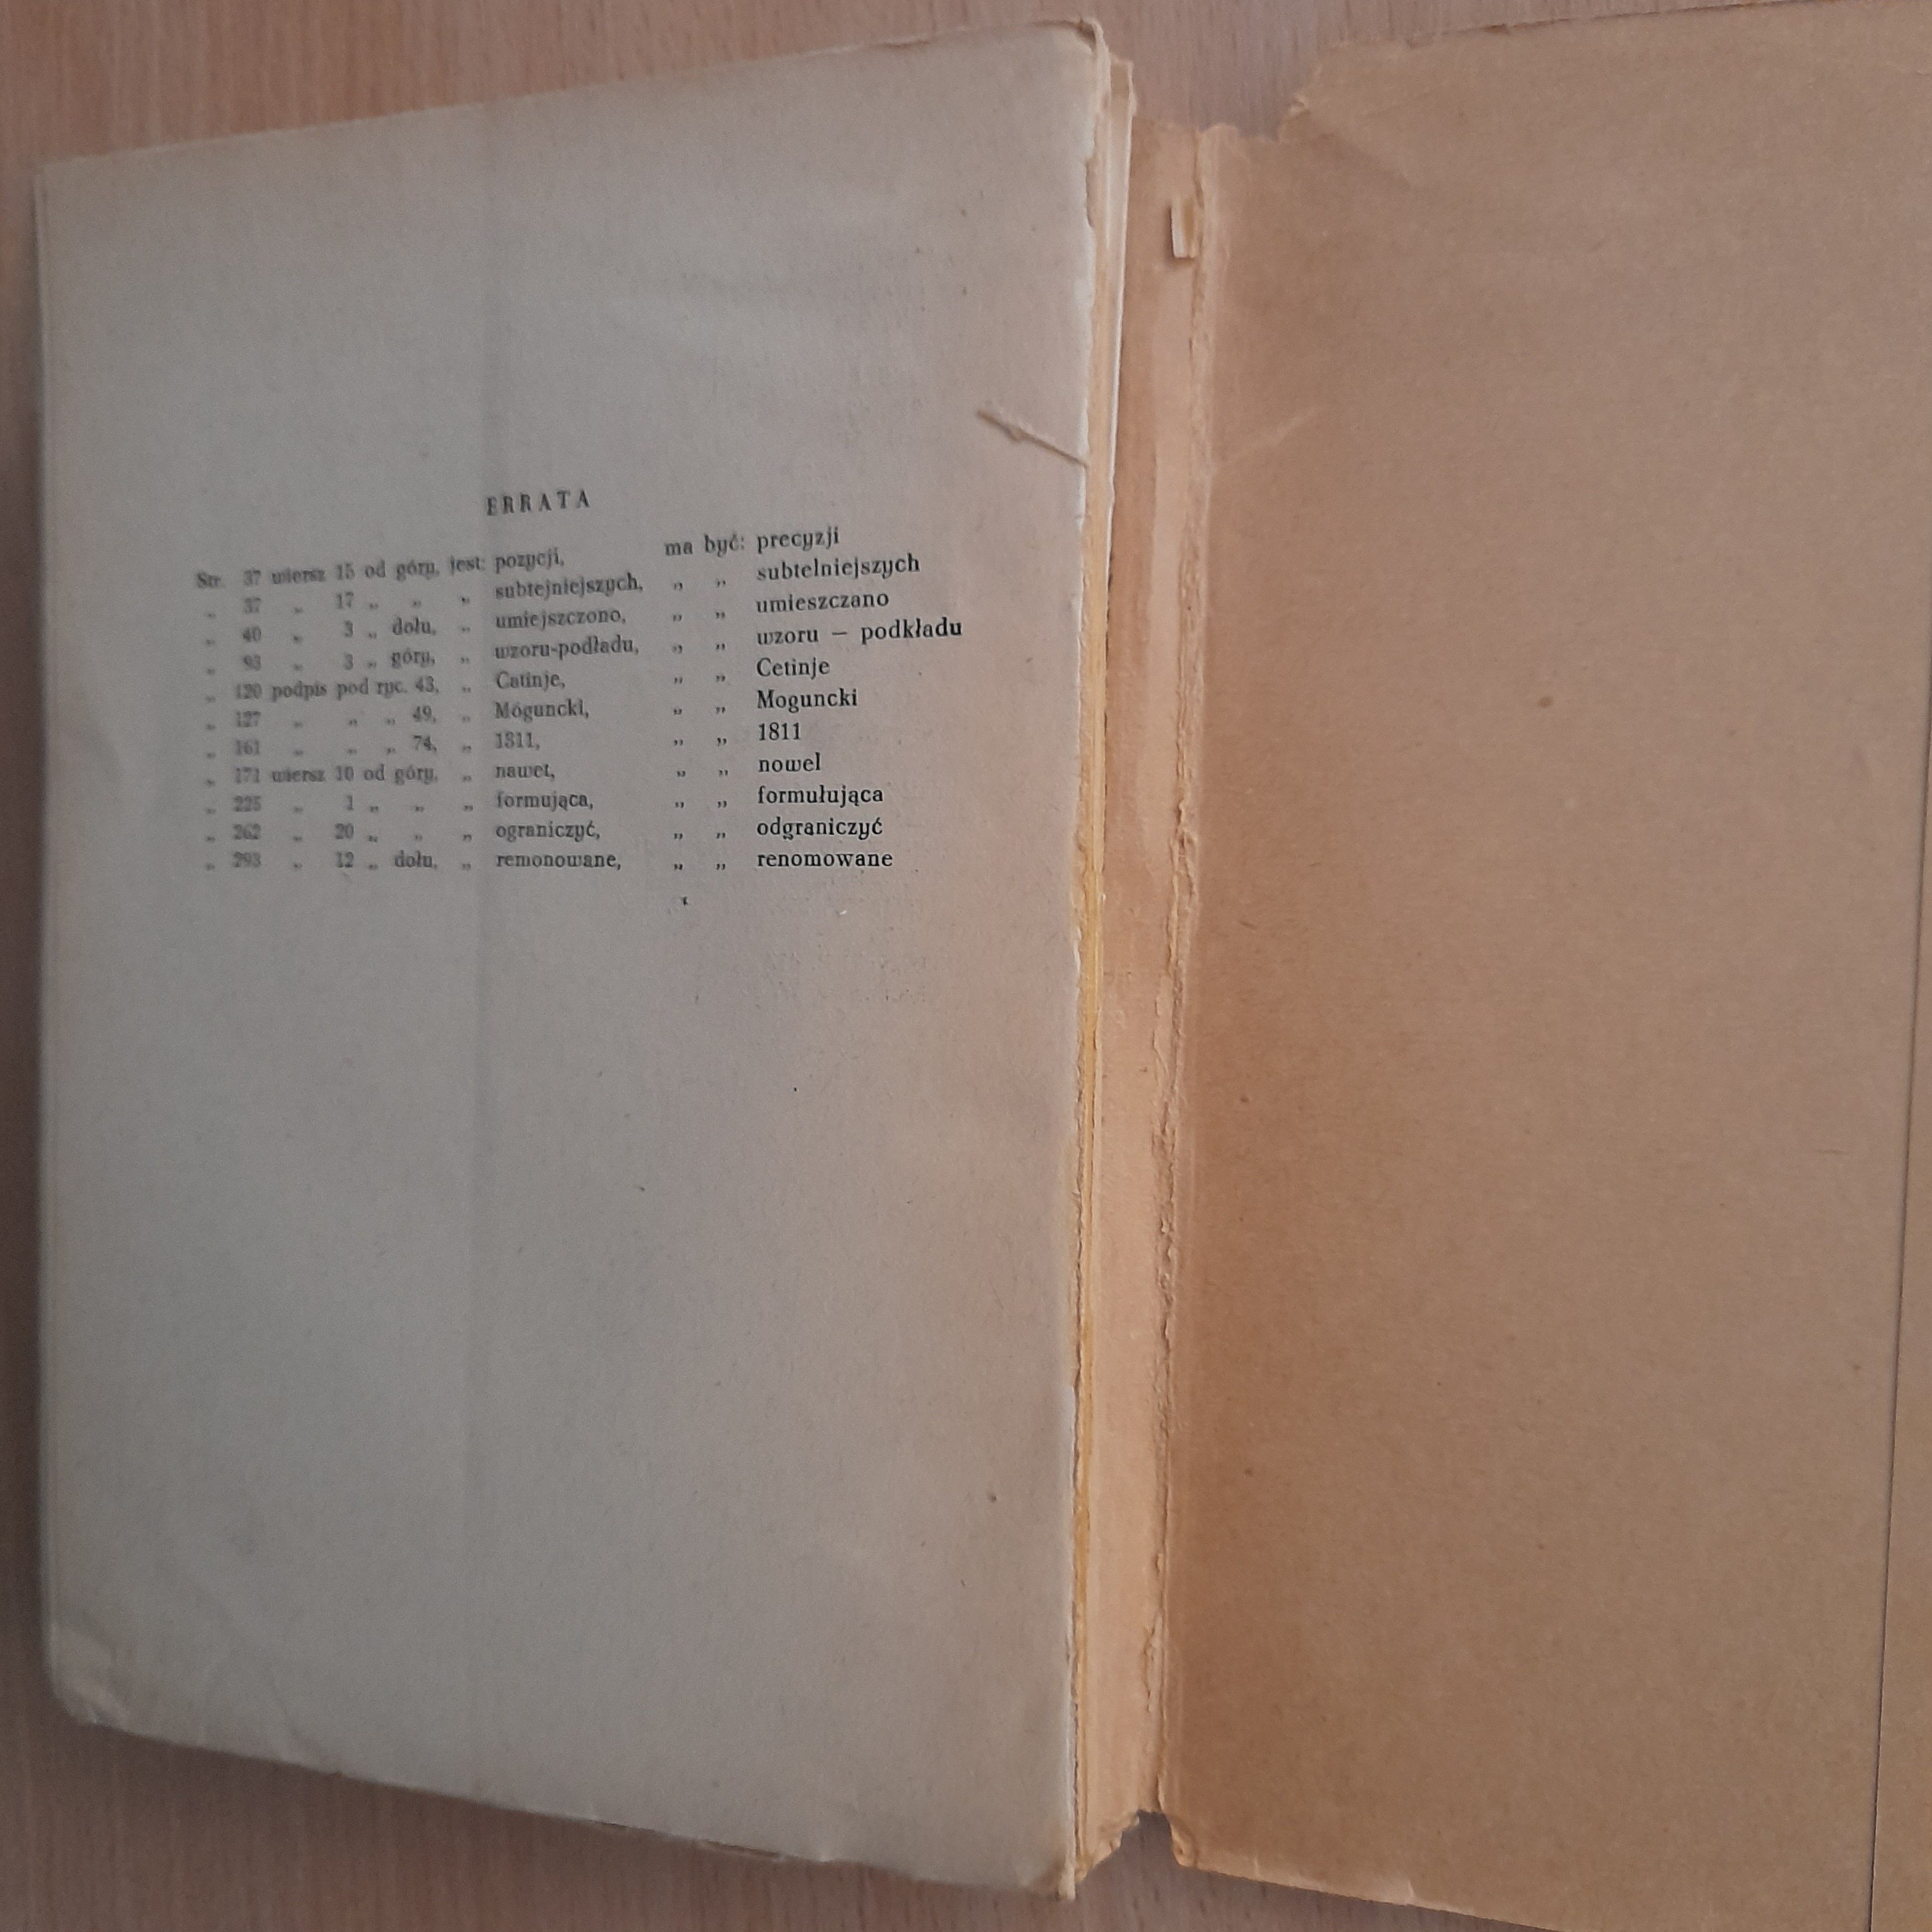 ERRATA
Str. 37 wiersz 15 od góry, jest: pozycji, ma być: precyzji
„ 37 „ 17 „ „ „ subtejniejszych, „ „ subtelniejszych
„ 40 „ 3 „ dołu, „ umiejszczono, „ „ umieszczano
„ 93 „ 3 „ góry, „ wzoru-podładu, „ „ wzoru — podkładu
„ 120 podpis pod ryc. 43, „ Catinje, „ „ Cetinje
„ 127 „ „ „ 49, „ Móguncki, „ „ Moguncki
„ 161 „ „ „ 74, „ 1311, „ „ 1811
„ 171 wiersz 10 od góry, „ nawet, „ „ nowel
„ 225 „ 1 „ „ „ formująca, „ „ formułująca
„ 262 „ 20 „ „ „ ograniczyć, „ „ odgraniczyć
„ 293 „ 12 „ dołu, „ remonowane, „ „ renomowane